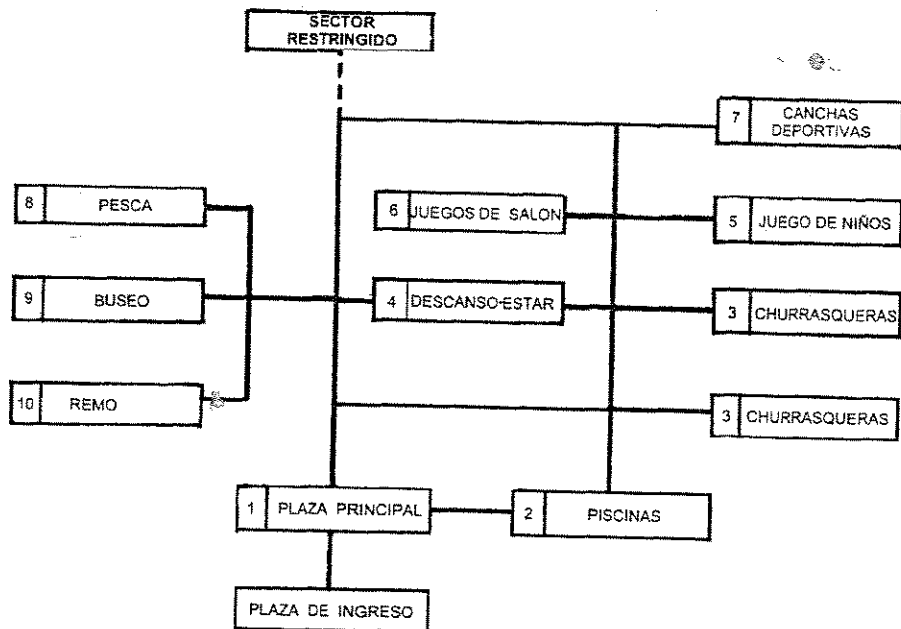 SECTOR
RESTRINGIDO
7 CANCHAS
DEPORTIVAS
8 PESCA
6 JUEGOS DE SALON
5 JUEGO DE NIÑOS
9 BUSEO
4 DESCANSO-ESTAR
3 CHURRASQUERAS
10 REMO
3 CHURRASQUERAS
1 PLAZA PRINCIPAL
2 PISCINAS
PLAZA DE INGRESO